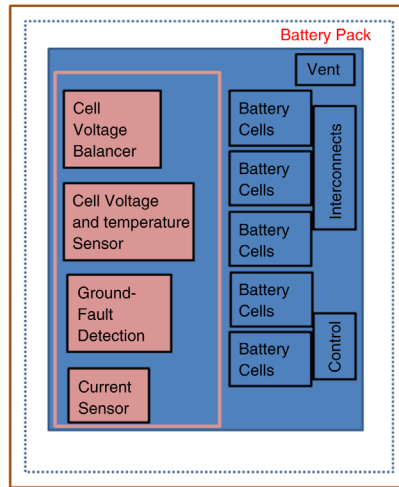 Battery Pack
Vent
Cell
Voltage
Balancer
Cell Voltage
and temperature
Sensor
Ground-
Fault
Detection
Current
Sensor
Battery
Cells
Battery
Cells
Battery
Cells
Battery
Cells
Battery
Cells
Interconnects
Control